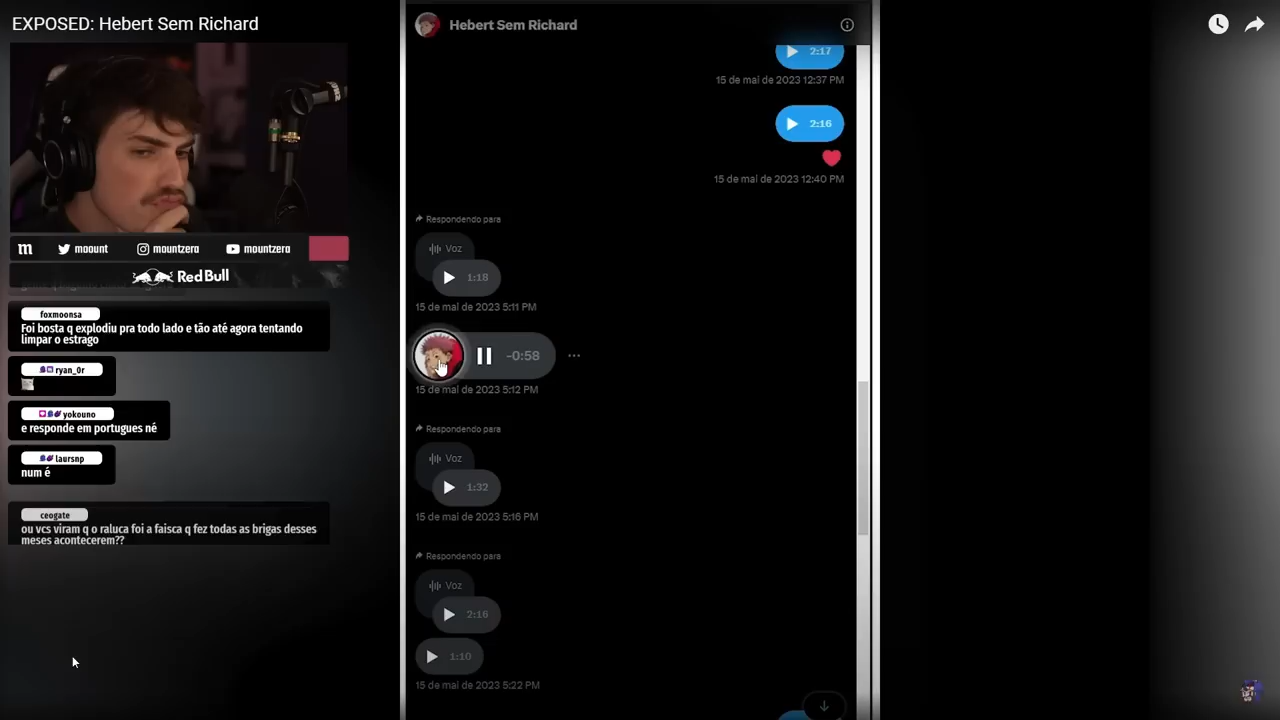 EXPOSED: Hebert Sem Richard
Hebert Sem Richard
2:17
15 de mai de 2023 12:37 PM
2:16
15 de mai de 2023 12:40 PM
Respondendo para
Voz
1:18
15 de mai de 2023 5:11 PM
-0:58
15 de mai de 2023 5:12 PM
Respondendo para
Voz
1:32
15 de mai de 2023 5:16 PM
Respondendo para
Voz
2:16
1:10
15 de mai de 2023 5:22 PM
m moount mountzera mountzera
Red Bull
foxmoonsa
Foi bosta q explodiu pra todo lado e tão até agora tentando
limpar o estrago
ryan_0r
yokouno
e responde em portugues né
laursnp
num é
ceogate
ou vcs viram q o raluca foi a faisca q fez todas as brigas desses
meses acontecerem??